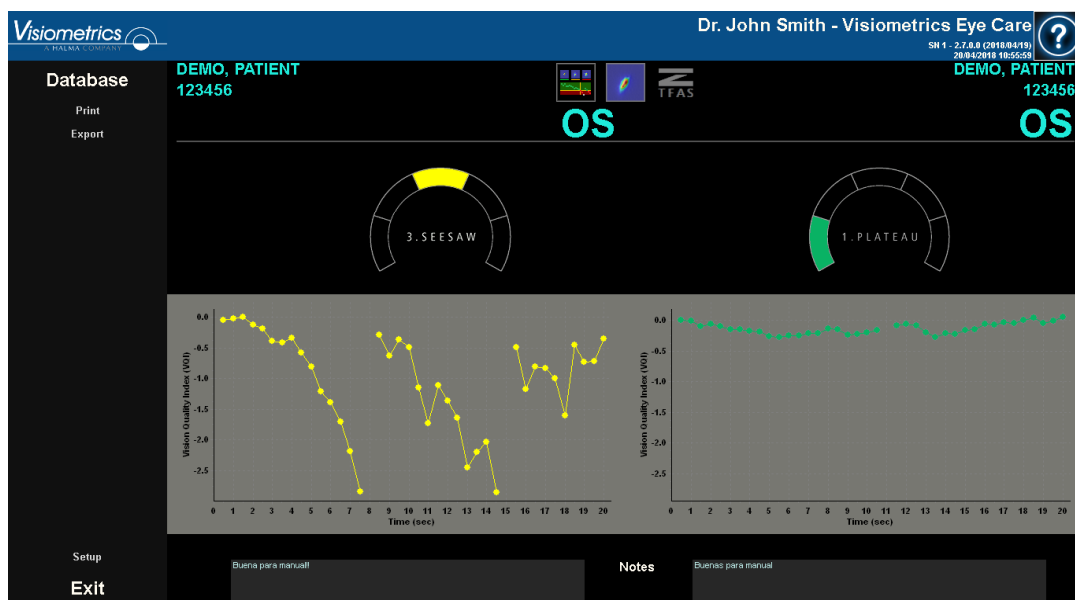 Visiometrics
A HALMA COMPANY
Dr. John Smith - Visiometrics Eye Care
SN 1 - 2.7.0.0 (2018/04/19)
20/04/2018 10:55:59
?
Database
Print
Export
DEMO, PATIENT
123456
TFAS
DEMO, PATIENT
123456
OS
OS
3.SEESAW
1.PLATEAU
Vision Quality Index (VQI)
0.0
-0.5
-1.0
-1.5
-2.0
-2.5
0 1 2 3 4 5 6 7 8 9 10 11 12 13 14 15 16 17 18 19 20
Time (sec)
Vision Quality Index (VQI)
0.0
-0.5
-1.0
-1.5
-2.0
-2.5
0 1 2 3 4 5 6 7 8 9 10 11 12 13 14 15 16 17 18 19 20
Time (sec)
Setup
Exit
Buena para manual!!
Notes
Buenas para manual